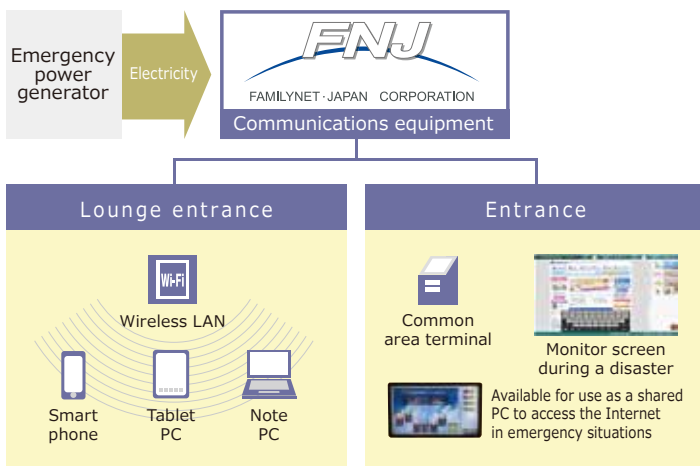 Emergency
power
generator
Electricity
FNJ
FAMILYNET·JAPAN CORPORATION
Communications equipment
Lounge entrance
Wi-Fi
Wireless LAN
Smart
phone
Tablet
PC
Note
PC
Entrance
Common
area terminal
Monitor screen
during a disaster
Available for use as a shared
PC to access the Internet
in emergency situations